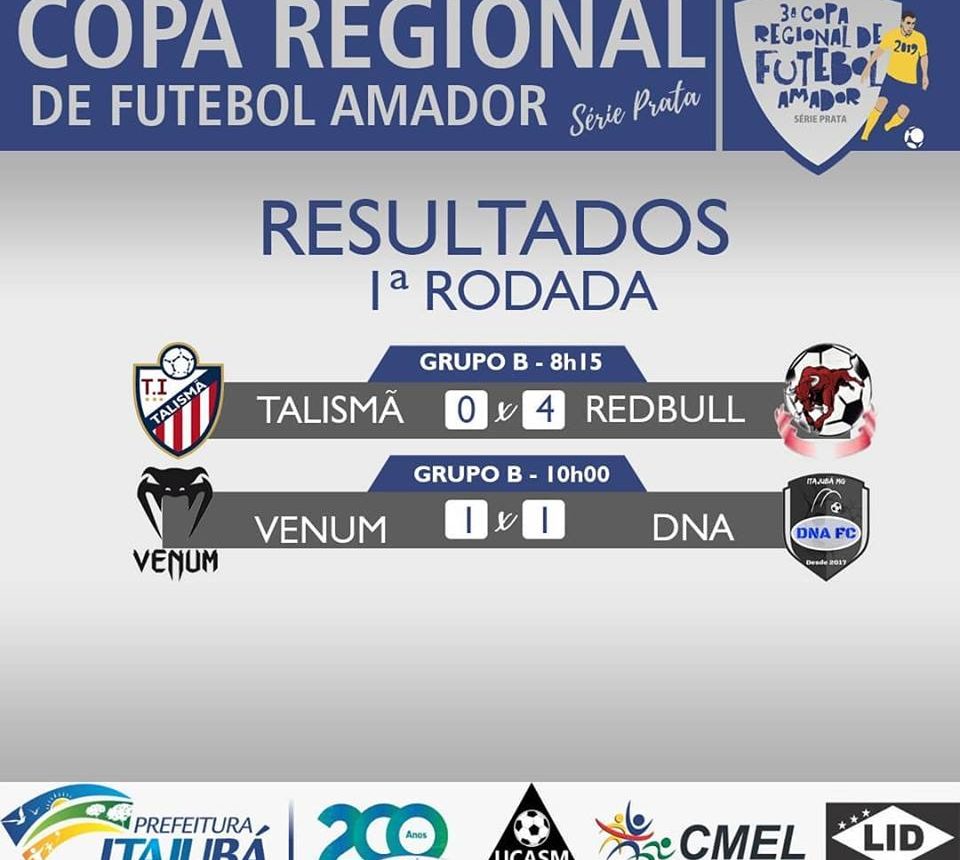 COPA REGIONAL
DE FUTEBOL AMADOR Série Prata
3ª COPA
REGIONAL DE
FUTEBOL
AMADOR
SÉRIE PRATA
2019
RESULTADOS
1ª RODADA
GRUPO B - 8h15
T.I
TALISMÃ
TALISMÃ 0 x 4 REDBULL
GRUPO B - 10h00
VENUM 1 x 1 DNA
VENUM
ITAJUBÁ MG
DNA FC
Desde 2017
PREFEITURA
ITAJUBÁ
200 Anos
UCASM
CMEL
LID